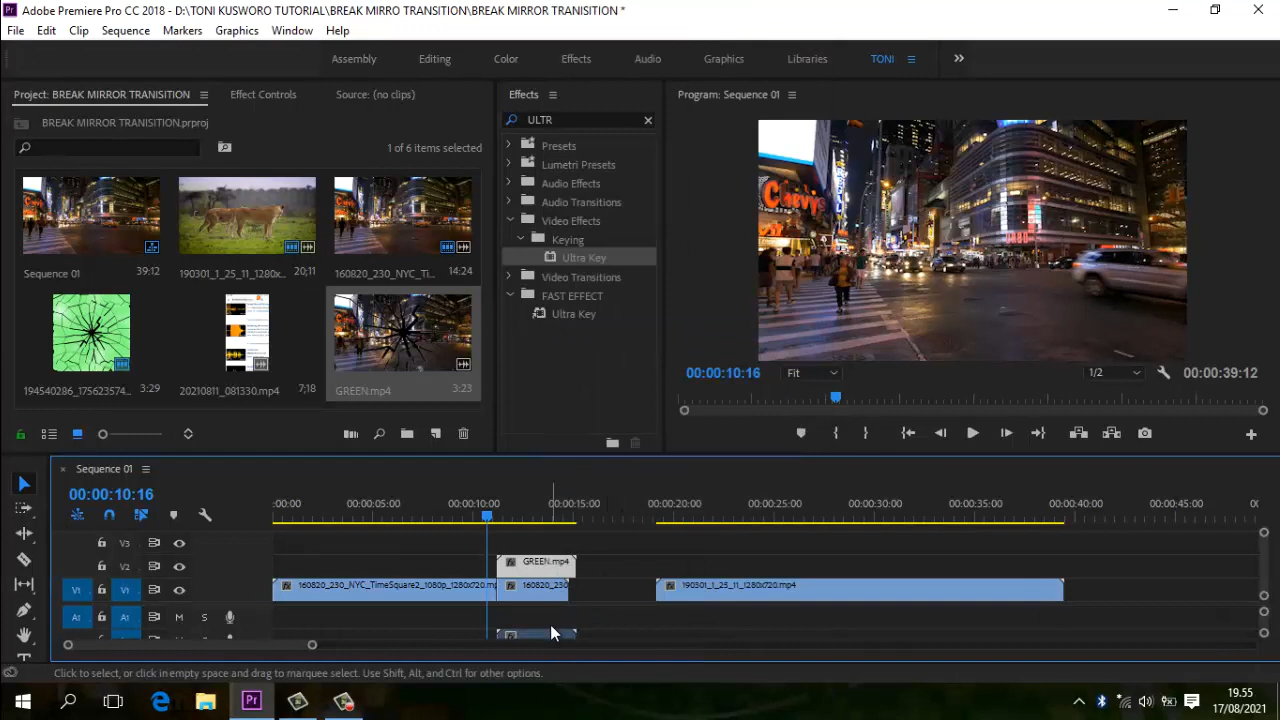 Adobe Premiere Pro CC 2018 - D:\TONI KUSWORO TUTORIAL\BREAK MIRRO TRANSITION\BREAK MIRROR TRANISITION *
File Edit Clip Sequence Markers Graphics Window Help
Assembly Editing Color Effects Audio Graphics Libraries TONI
Project: BREAK MIRROR TRANSITION Effect Controls Source: (no clips)
BREAK MIRROR TRANSITION.prproj
1 of 6 items selected
Sequence 01 39:12
190301_1_25_11_1280x... 20;11
160820_230_NYC_Ti... 14:24
194540286_175623574... 3:29
20210811_081330.mp4 7;18
GREEN.mp4 3:23
Effects
ULTR
Presets
Lumetri Presets
Audio Effects
Audio Transitions
Video Effects
Keying
Ultra Key
Video Transitions
FAST EFFECT
Ultra Key
Program: Sequence 01
Chevys
00:00:10:16 Fit 1/2 00:00:39:12
Sequence 01
00:00:10:16
:00:00 00:00:05:00 00:00:10:00 00:00:15:00 00:00:20:00 00:00:25:00 00:00:30:00 00:00:35:00 00:00:40:00 00:00:45:00 00:
V3
V2 GREEN.mp4
V1 V1 160820_230_NYC_TimeSquare2_1080p_1280x720.mp 160820_230 190301_1_25_11_1280x720.mp4
A1 A1 M S
Click to select, or click in empty space and drag to marquee select. Use Shift, Alt, and Ctrl for other options.
Pr
19.55
17/08/2021